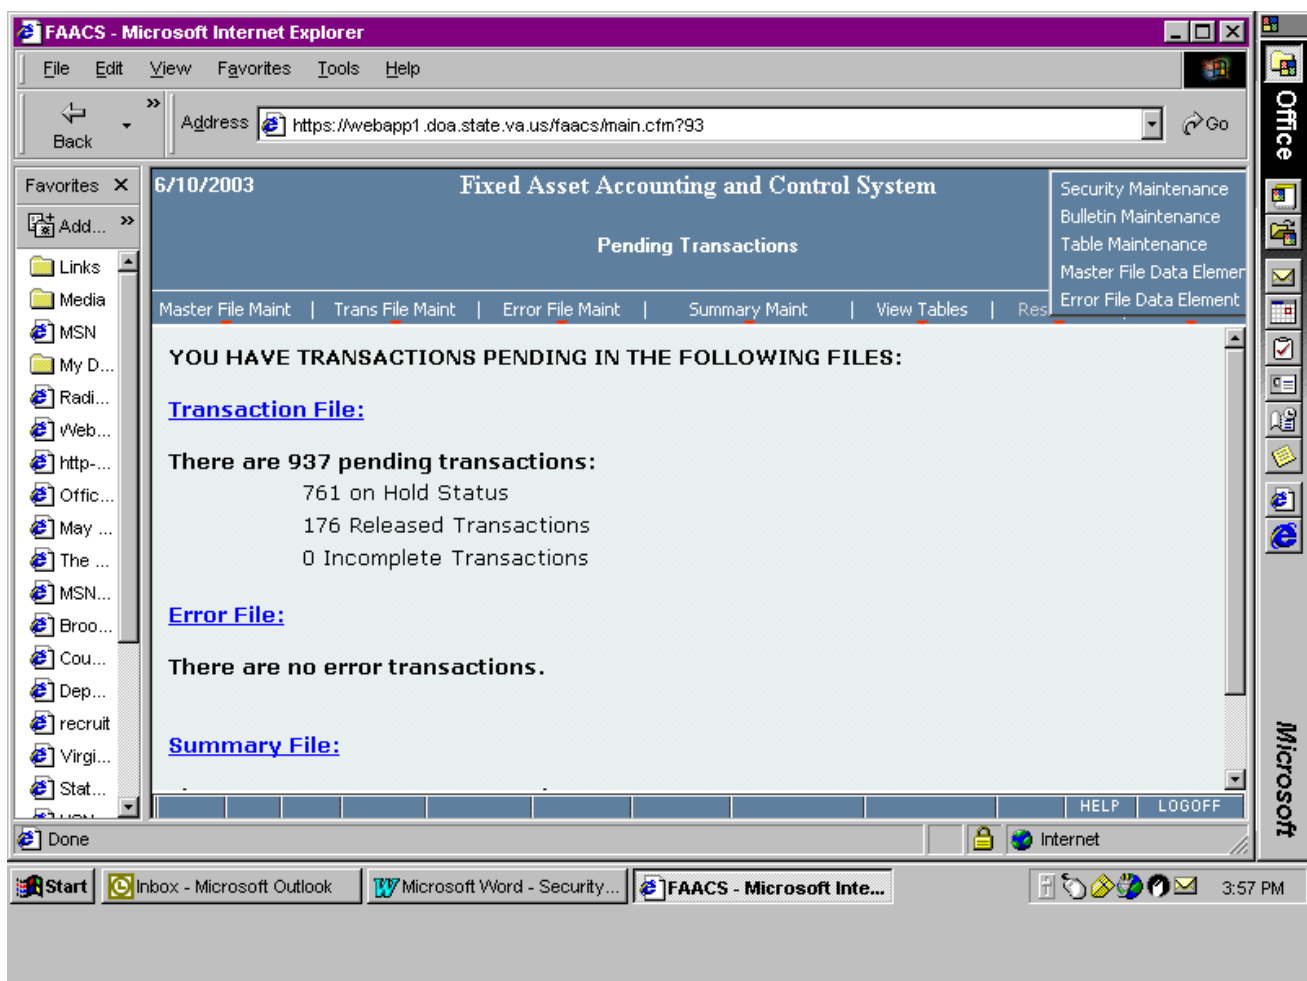 FAACS - Microsoft Internet Explorer
File Edit View Favorites Tools Help
Back » Address https://webapp1.doa.state.va.us/faacs/main.cfm?93 Go
Favorites X
Add... »
Links
Media
MSN
My D...
Radi...
Web...
http-...
Offic...
May ...
The ...
MSN...
Broo...
Cou...
Dep...
recruit
Virgi...
Stat...
6/10/2003 Fixed Asset Accounting and Control System
Pending Transactions
Security Maintenance
Bulletin Maintenance
Table Maintenance
Master File Data Elemer
Error File Data Element
Master File Maint | Trans File Maint | Error File Maint | Summary Maint | View Tables | Res
YOU HAVE TRANSACTIONS PENDING IN THE FOLLOWING FILES:
Transaction File:
There are 937 pending transactions:
761 on Hold Status
176 Released Transactions
0 Incomplete Transactions
Error File:
There are no error transactions.
Summary File:
HELP LOGOFF
Done Internet
Office
Microsoft
Start Inbox - Microsoft Outlook Microsoft Word - Security... FAACS - Microsoft Inte... 3:57 PM